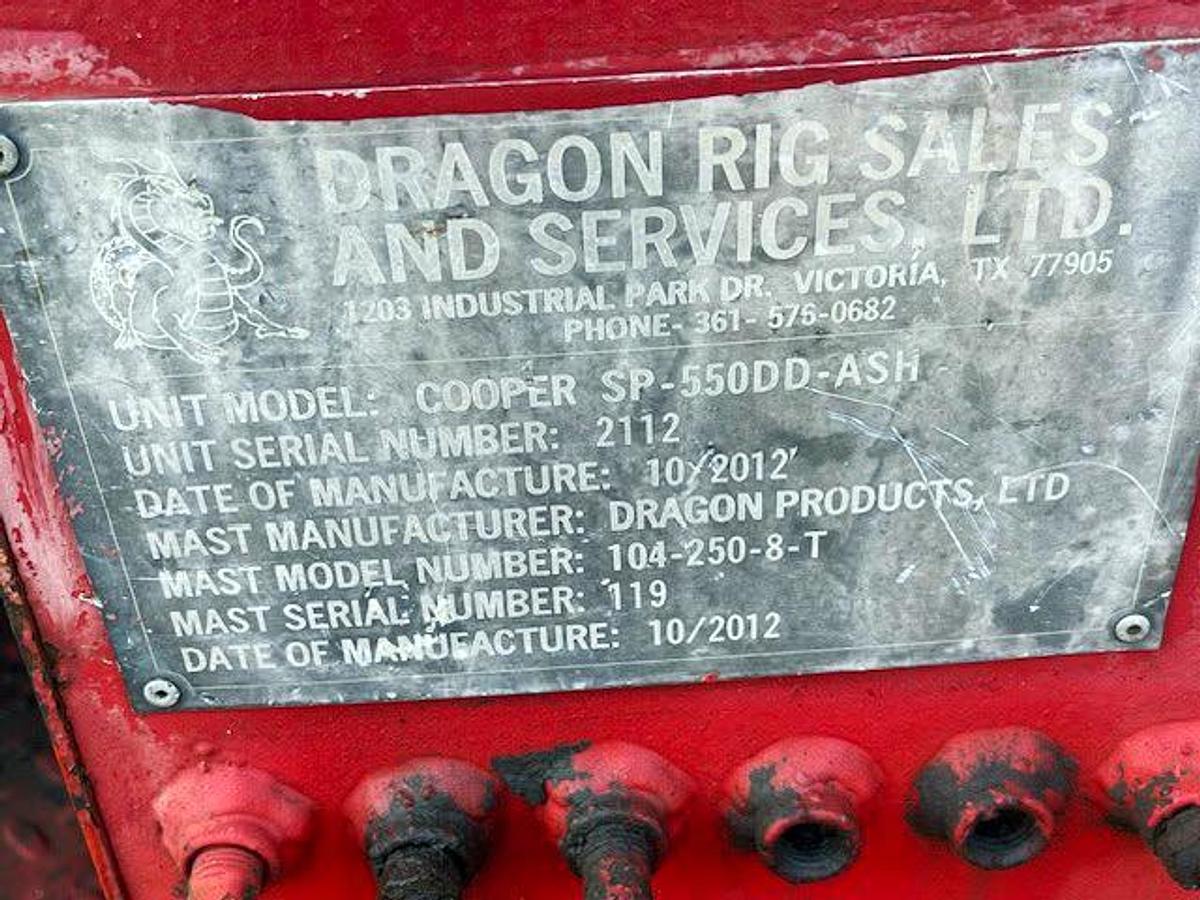 DRAGON RIG SALES
AND SERVICES, LTD.
1203 INDUSTRIAL PARK DR. VICTORIA, TX 77905
PHONE- 361- 576-0682
UNIT MODEL: COOPER SP-550DD-ASH
UNIT SERIAL NUMBER: 2112
DATE OF MANUFACTURE: 10/2012
MAST MANUFACTURER: DRAGON PRODUCTS, LTD
MAST MODEL NUMBER: 104-250-8-T
MAST SERIAL NUMBER: 119
DATE OF MANUFACTURE: 10/2012